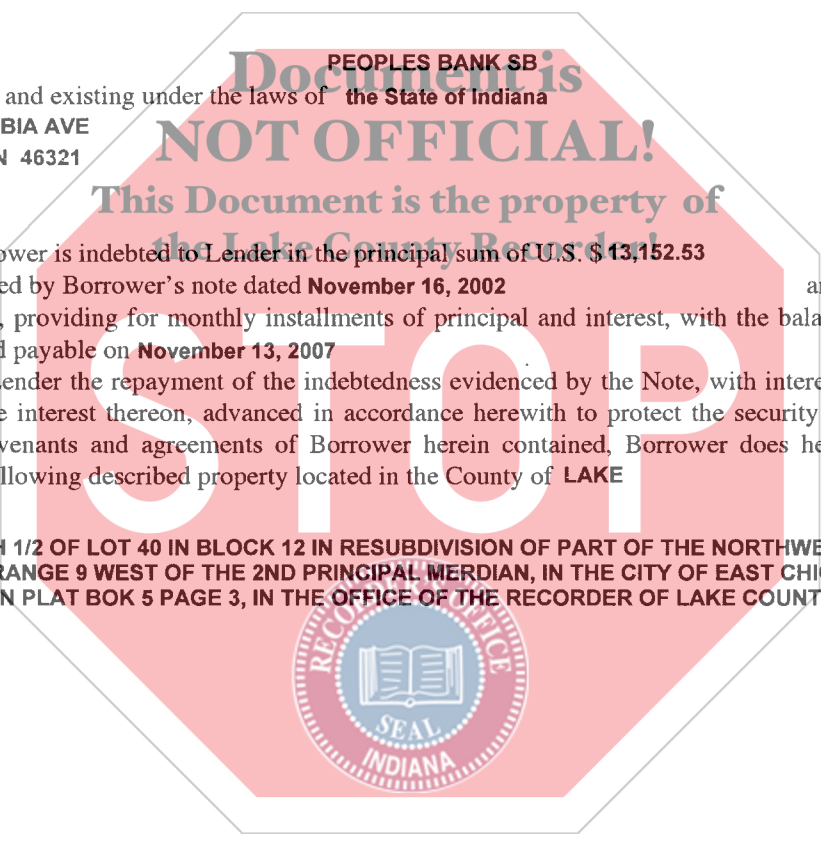 Document is
PEOPLES BANK SB
and existing under the laws of the State of Indiana
BIA AVE
NOT OFFICIAL!
N 46321
This Document is the property of
the Lake County Recorder!
ower is indebted to Lender in the principal sum of U.S. $ 13,152.53
ed by Borrower's note dated November 16, 2002 an
, providing for monthly installments of principal and interest, with the bala
d payable on November 13, 2007
ender the repayment of the indebtedness evidenced by the Note, with intere
e interest thereon, advanced in accordance herewith to protect the security
venants and agreements of Borrower herein contained, Borrower does he
llowing described property located in the County of LAKE
STOP
H 1/2 OF LOT 40 IN BLOCK 12 IN RESUBDIVISION OF PART OF THE NORTHWE
RANGE 9 WEST OF THE 2ND PRINCIPAL MERDIAN, IN THE CITY OF EAST CHIC
N PLAT BOK 5 PAGE 3, IN THE OFFICE OF THE RECORDER OF LAKE COUNT
RECORDER'S OFFICE
SEAL
INDIANA